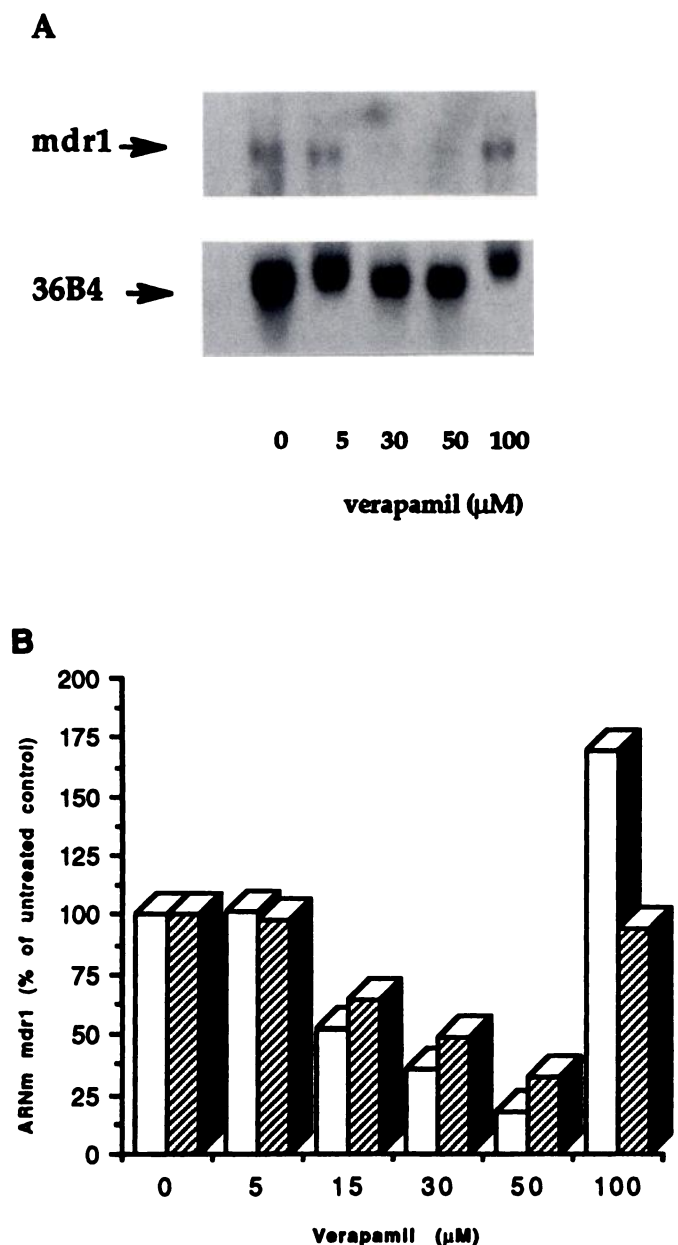 A
mdr1
36B4
0 5 30 50 100
verapamil (μM)
B
ARNm mdr1 (% of untreated control)
200
175
150
125
100
75
50
25
0
0 5 15 30 50 100
Verapamil (μM)